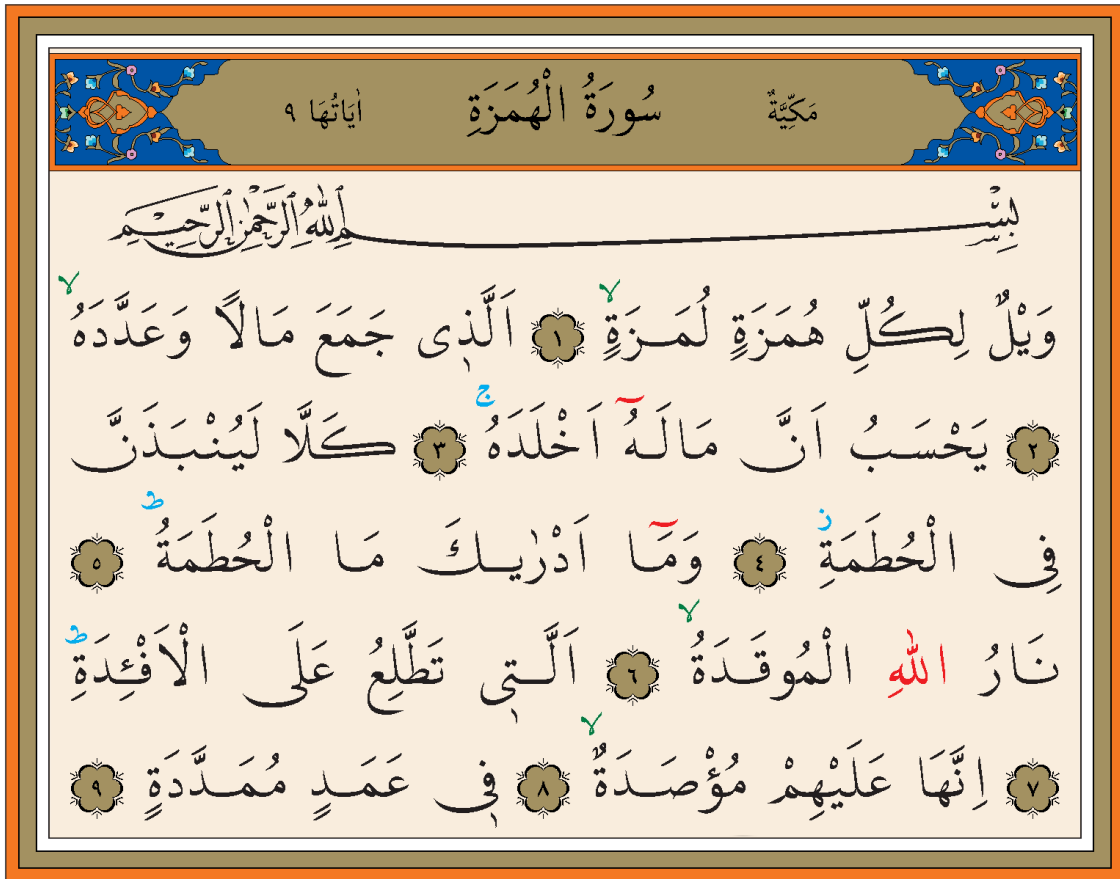 مَكِّيَّةٌ سُورَةُ الْهُمَزَةِ اٰيَاتُهَا ٩
بِسْمِ اللّٰهِ الرَّحْمٰنِ الرَّحِيمِ
وَيْلٌ لِكُلِّ هُمَزَةٍ لُمَزَةٍۙ ﴿١﴾ اَلَّذ۪ى جَمَعَ مَالًا وَعَدَّدَهُۙ
﴿٢﴾ يَحْسَبُ اَنَّ مَالَهُٓ اَخْلَدَهُۚ ﴿٣﴾ كَلَّا لَيُنْبَذَنَّ
فِى الْحُطَمَةِۘ ﴿٤﴾ وَمَٓا اَدْرٰيكَ مَا الْحُطَمَةُۜ ﴿٥﴾
نَارُ اللّٰهِ الْمُوقَدَةُۙ ﴿٦﴾ اَلَّت۪ى تَطَّلِعُ عَلَى الْاَفْـِٔدَةِۜ
﴿٧﴾ اِنَّهَا عَلَيْهِمْ مُؤْصَدَةٌۙ ﴿٨﴾ ف۪ى عَمَدٍ مُمَدَّدَةٍ ﴿٩﴾